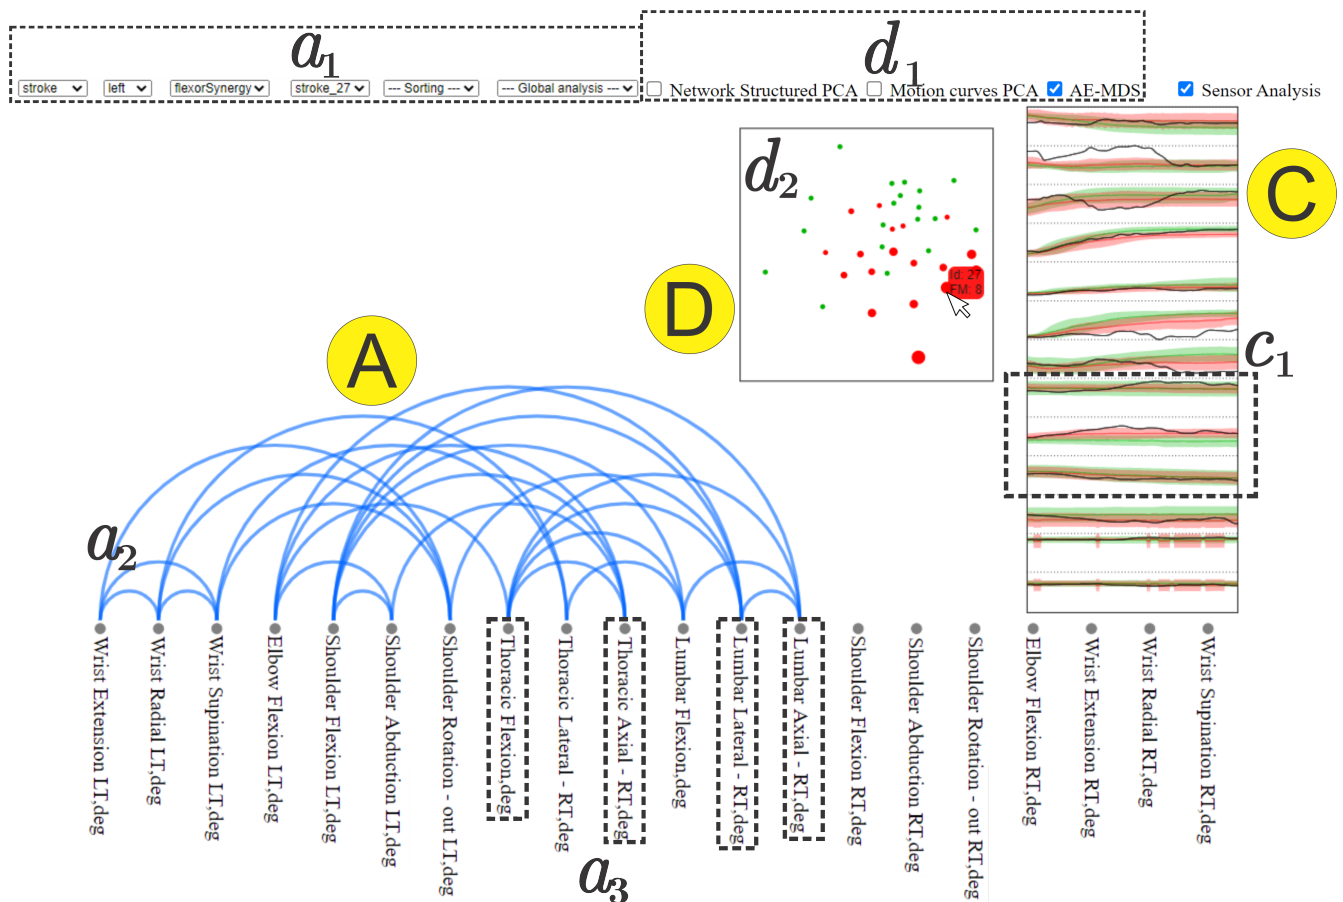 a1
d1
stroke
left
flexorSynergy
stroke_27
--- Sorting ---
--- Global analysis ---
Network Structured PCA
Motion curves PCA
AE-MDS
Sensor Analysis
d2
C
Id: 27
FM: 8
D
c1
A
a2
Wrist Extension LT,deg
Wrist Radial LT,deg
Wrist Supination LT,deg
Elbow Flexion LT,deg
Shoulder Flexion LT,deg
Shoulder Abduction LT,deg
Shoulder Rotation - out LT,deg
Thoracic Flexion,deg
Thoracic Lateral - RT,deg
Thoracic Axial - RT,deg
Lumbar Flexion,deg
Lumbar Lateral - RT,deg
Lumbar Axial - RT,deg
Shoulder Flexion RT,deg
Shoulder Abduction RT,deg
Shoulder Rotation - out RT,deg
Elbow Flexion RT,deg
Wrist Extension RT,deg
Wrist Radial RT,deg
Wrist Supination RT,deg
a3